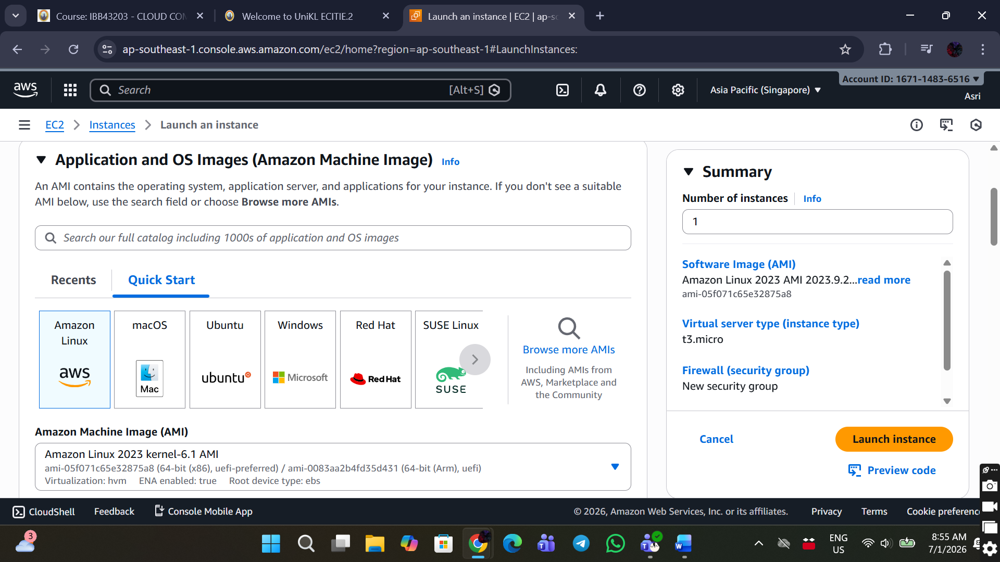 Course: IBB43203 - CLOUD CON
Welcome to UniKL ECITIE.2
Launch an instance | EC2 | ap-so
ap-southeast-1.console.aws.amazon.com/ec2/home?region=ap-southeast-1#LaunchInstances:
aws
Search
[Alt+S]
Asia Pacific (Singapore)
Account ID: 1671-1483-6516
Asri
EC2
Instances
Launch an instance
Application and OS Images (Amazon Machine Image)
Info
An AMI contains the operating system, application server, and applications for your instance. If you don't see a suitable
AMI below, use the search field or choose Browse more AMIs.
Search our full catalog including 1000s of application and OS images
Recents
Quick Start
Amazon
Linux
aws
macOS
Mac
Ubuntu
ubuntu
Windows
Microsoft
Red Hat
Red Hat
SUSE Linux
SUSE
Browse more AMIs
Including AMIs from
AWS, Marketplace and
the Community
Amazon Machine Image (AMI)
Amazon Linux 2023 kernel-6.1 AMI
ami-05f071c65e32875a8 (64-bit (x86), uefi-preferred) / ami-0083aa2b4fd35d431 (64-bit (Arm), uefi)
Virtualization: hvm ENA enabled: true Root device type: ebs
Summary
Number of instances
Info
1
Software Image (AMI)
Amazon Linux 2023 AMI 2023.9.2...read more
ami-05f071c65e32875a8
Virtual server type (instance type)
t3.micro
Firewall (security group)
New security group
Cancel
Launch instance
Preview code
CloudShell
Feedback
Console Mobile App
© 2026, Amazon Web Services, Inc. or its affiliates.
Privacy
Terms
Cookie preference
3
ENG
US
8:55 AM
7/1/2026